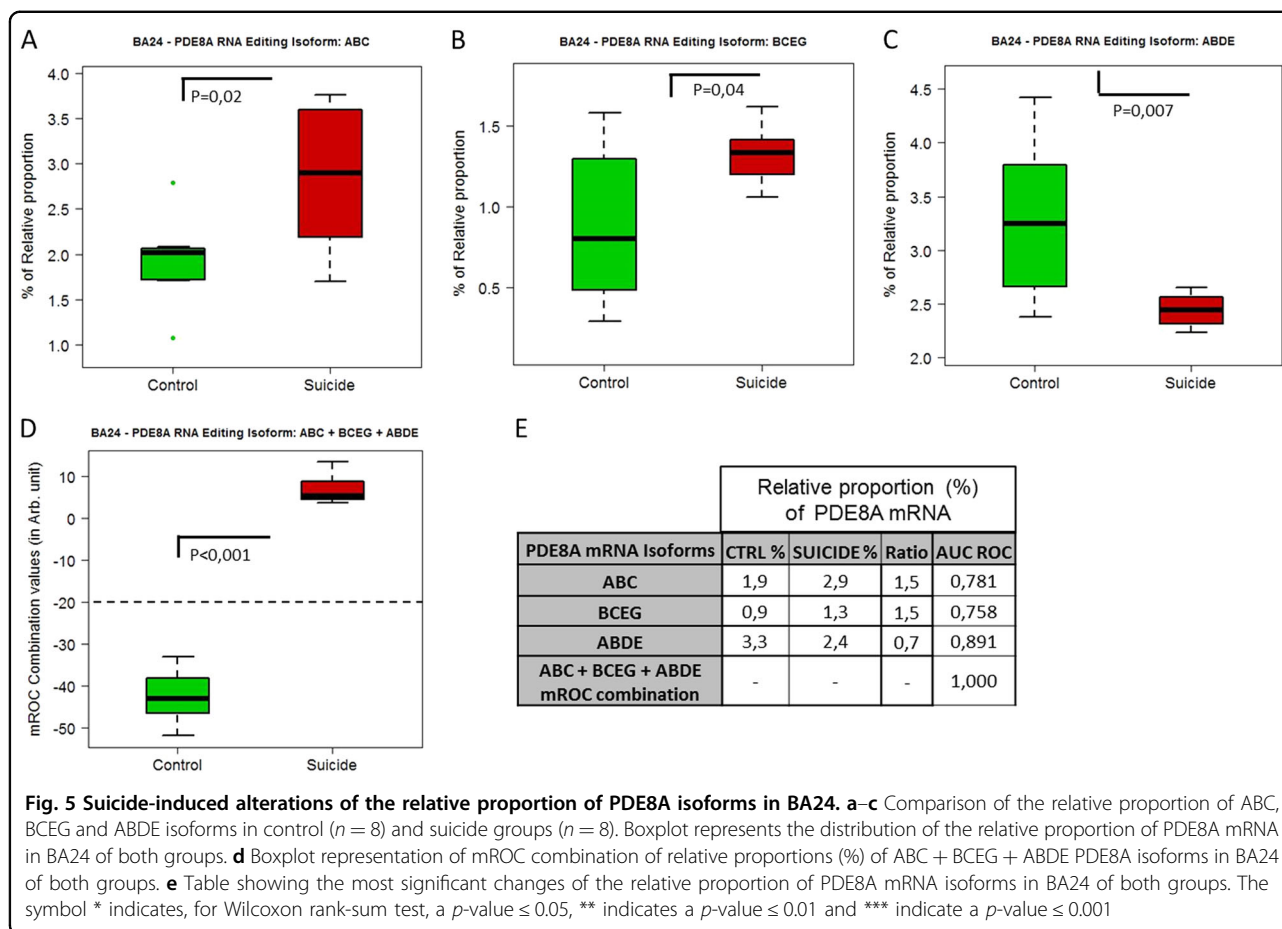 A
BA24 - PDE8A RNA Editing Isoform: ABC
% of Relative proportion
4.0
3.5
3.0
2.5
2.0
1.5
1.0
P=0,02
Control
Suicide
B
BA24 - PDE8A RNA Editing Isoform: BCEG
% of Relative proportion
1.5
1.0
0.5
P=0,04
Control
Suicide
C
BA24 - PDE8A RNA Editing Isoform: ABDE
% of Relative proportion
4.5
4.0
3.5
3.0
2.5
2.0
P=0,007
Control
Suicide
D
BA24 - PDE8A RNA Editing Isoform: ABC + BCEG + ABDE
mROC Combination values (in Arb. unit)
10
0
-10
-20
-30
-40
-50
P<0,001
Control
Suicide
E
Relative proportion (%)
of PDE8A mRNA
PDE8A mRNA Isoforms CTRL % SUICIDE % Ratio AUC ROC
ABC 1,9 2,9 1,5 0,781
BCEG 0,9 1,3 1,5 0,758
ABDE 3,3 2,4 0,7 0,891
ABC + BCEG + ABDE
mROC combination - - - 1,000
Fig. 5 Suicide-induced alterations of the relative proportion of PDE8A isoforms in BA24. a–c Comparison of the relative proportion of ABC,
BCEG and ABDE isoforms in control (n = 8) and suicide groups (n = 8). Boxplot represents the distribution of the relative proportion of PDE8A mRNA
in BA24 of both groups. d Boxplot representation of mROC combination of relative proportions (%) of ABC + BCEG + ABDE PDE8A isoforms in BA24
of both groups. e Table showing the most significant changes of the relative proportion of PDE8A mRNA isoforms in BA24 of both groups. The
symbol * indicates, for Wilcoxon rank-sum test, a p-value ≤ 0.05, ** indicates a p-value ≤ 0.01 and *** indicate a p-value ≤ 0.001